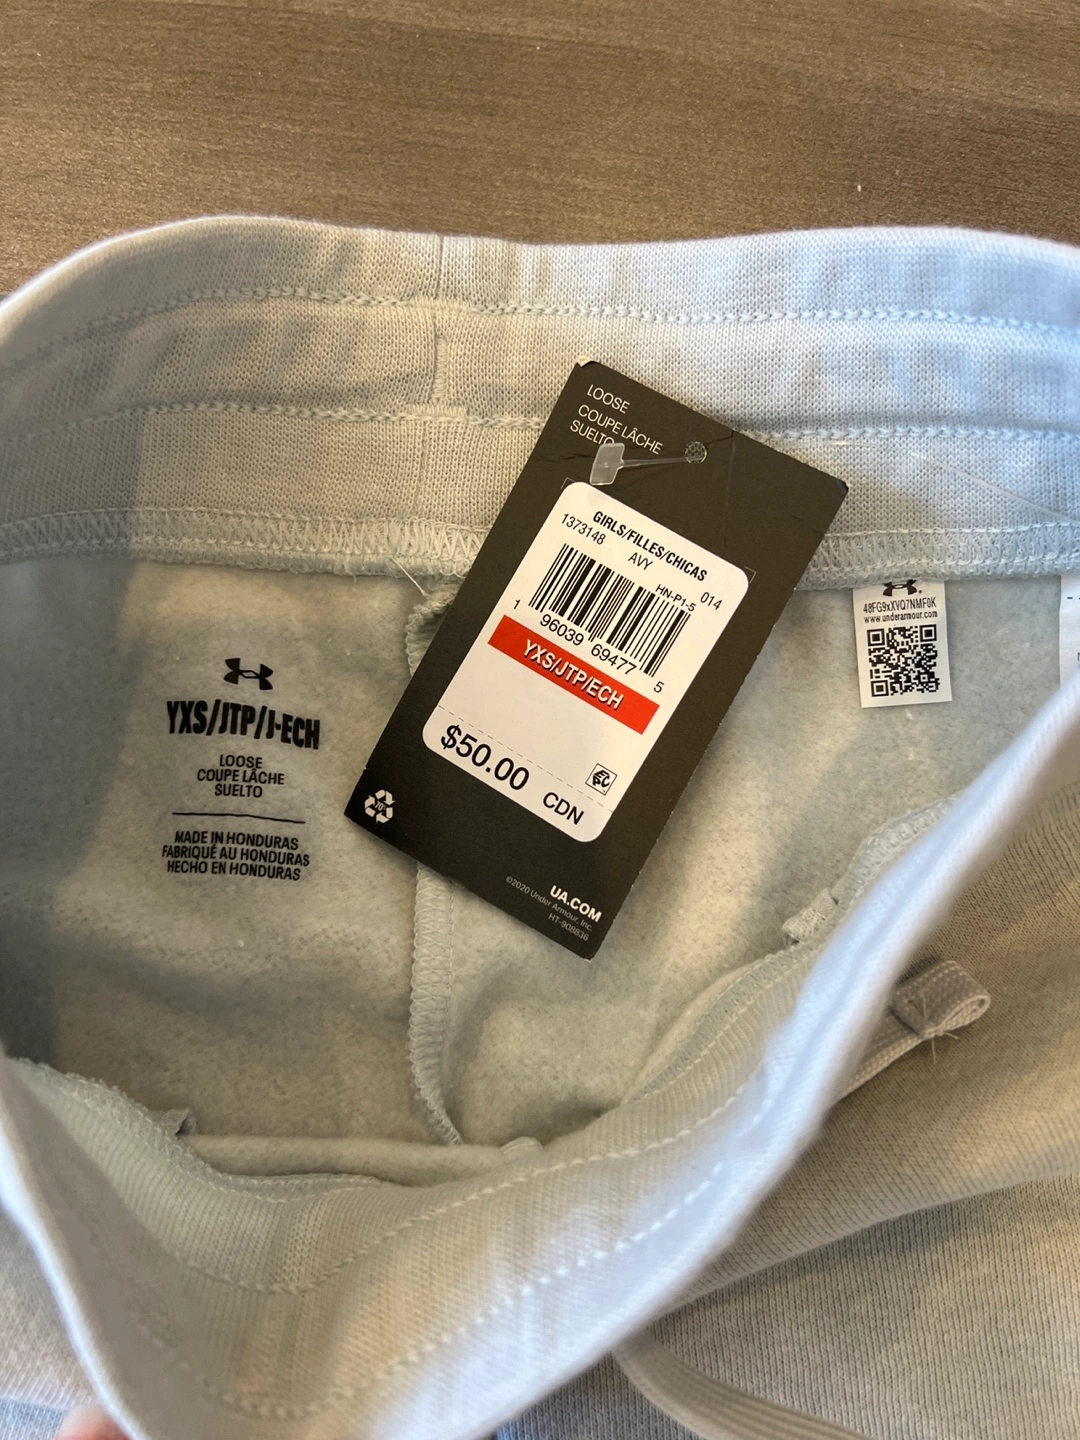 LOOSE
COUPE LÂCHE
SUELTO
GIRLS/FILLES/CHICAS
1373148
AVY
HN-P1-5 014
1 96039 69477 5
YXS/JTP/ECH
$50.00
CDN
UA.COM
©2020 Under Armour, Inc.
HT-908836
48FG9xXVQ7NMF0K
www.underarmour.com
YXS/JTP/J-ECH
LOOSE
COUPE LÂCHE
SUELTO
MADE IN HONDURAS
FABRIQUÉ AU HONDURAS
HECHO EN HONDURAS